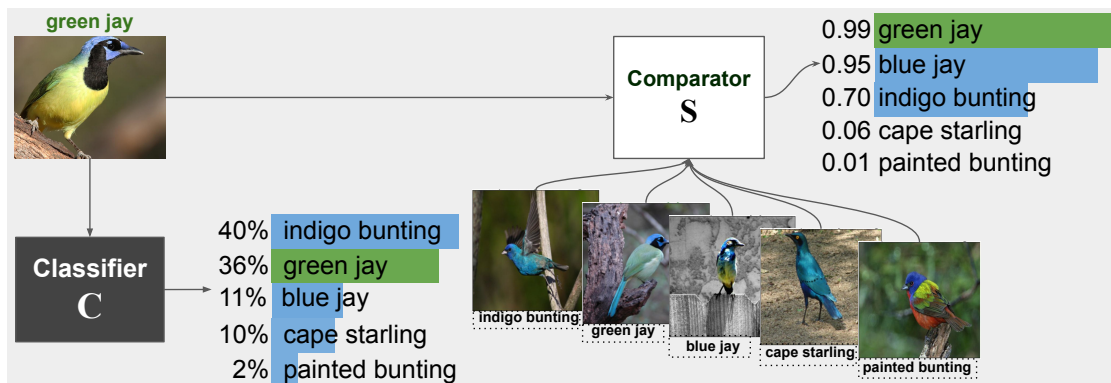 green jay
Classifier
C
40% indigo bunting
36% green jay
11% blue jay
10% cape starling
2% painted bunting
Comparator
S
indigo bunting
green jay
blue jay
cape starling
painted bunting
0.99 green jay
0.95 blue jay
0.70 indigo bunting
0.06 cape starling
0.01 painted bunting